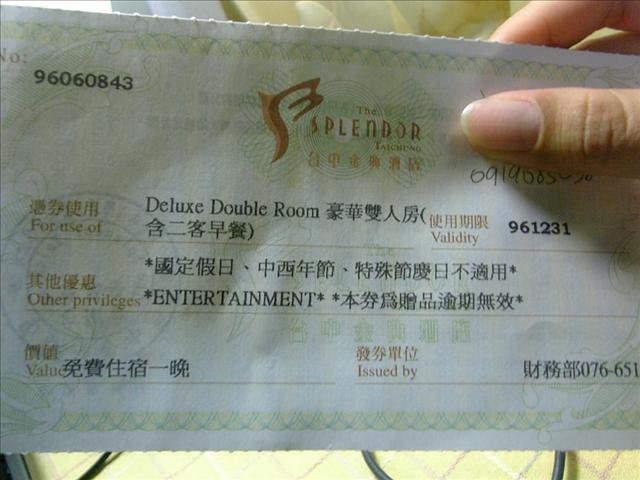 No:
96060843
The
SPLENDOR
TAICHUNG
台中金典酒店
憑券使用 Deluxe Double Room 豪華雙人房( 使用期限 961231
For use of 含二客早餐) Validity
其他優惠 *國定假日、中西年節、特殊節慶日不適用*
Other privileges *ENTERTAINMENT* *本券為贈品逾期無效*
台中金典酒店
價值 發券單位
Value 免費住宿一晚 Issued by 財務部076-651